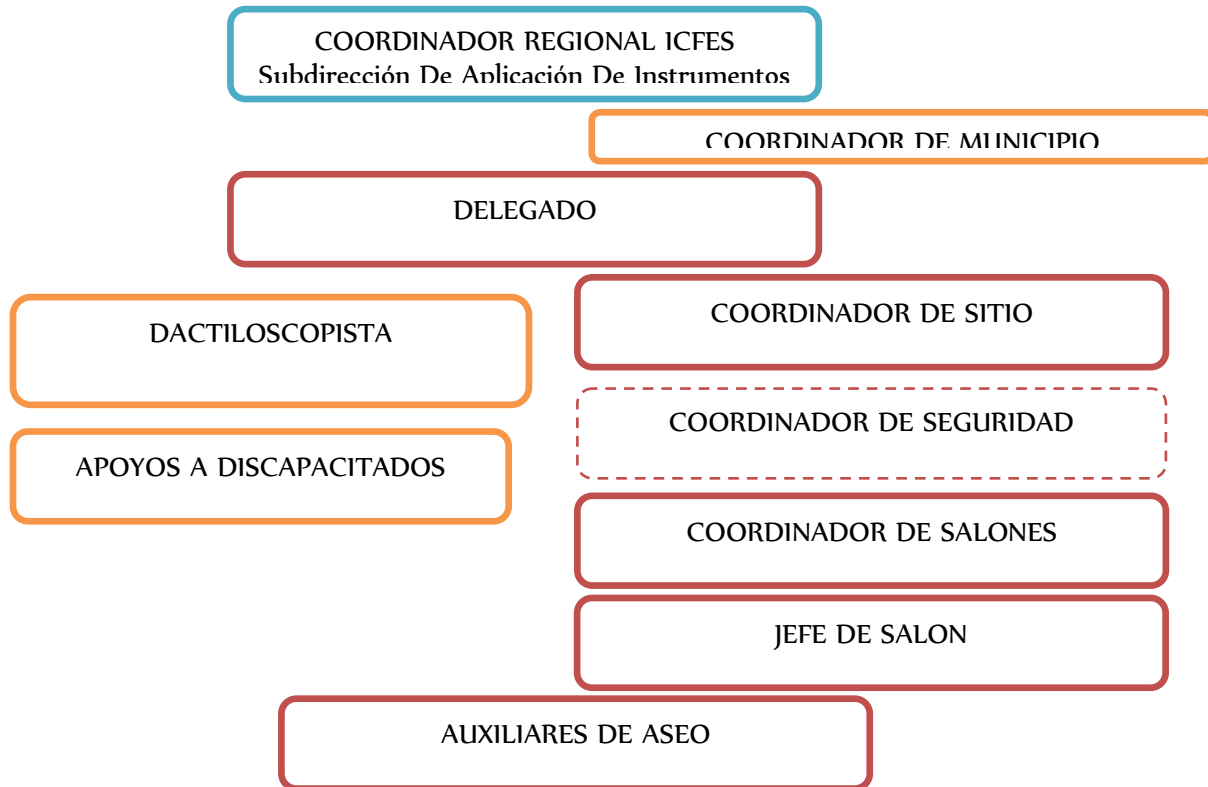 COORDINADOR REGIONAL ICFES
Subdirección De Aplicación De Instrumentos
COORDINADOR DE MUNICIPIO
DELEGADO
COORDINADOR DE SITIO
DACTILOSCOPISTA
COORDINADOR DE SEGURIDAD
APOYOS A DISCAPACITADOS
COORDINADOR DE SALONES
JEFE DE SALON
AUXILIARES DE ASEO